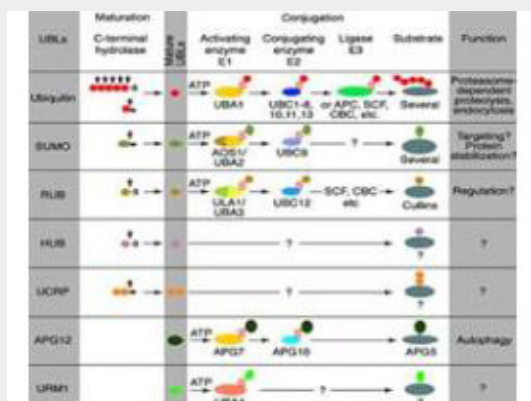 Maturation
Conjugation
UBLs
C-terminal
hydrolase
Mature
UBLs
Activating
enzyme
E1
Conjugating
enzyme
E2
Ligase
E3
Substrate
Function
Ubiquitin
ATP
UBA1
UBC1-8,
10,11,13
or APC, SCF,
CBC, etc.
Several
Proteasome-
dependent
proteolysis,
endocytosis
SUMO
ATP
AOS1/
UBA2
UBC9
?
Several
Targeting?
Protein
stabilization?
RUB
ATP
ULA1/
UBA3
UBC12
SCF, CBC
etc
Cullins
Regulation?
HUB
?
?
?
UCRP
?
?
?
APG12
ATP
APG7
APG10
APG5
Autophagy
URM1
ATP
?
?
?